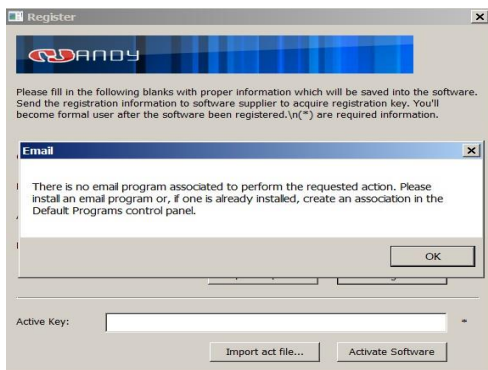 Register
ANDY
Please fill in the following blanks with proper information which will be saved into the software.
Send the registration information to software supplier to acquire registration key. You'll
become formal user after the software been registered.\n(*) are required information.
Email
There is no email program associated to perform the requested action. Please
install an email program or, if one is already installed, create an association in the
Default Programs control panel.
OK
Active Key:
*
Import act file...
Activate Software